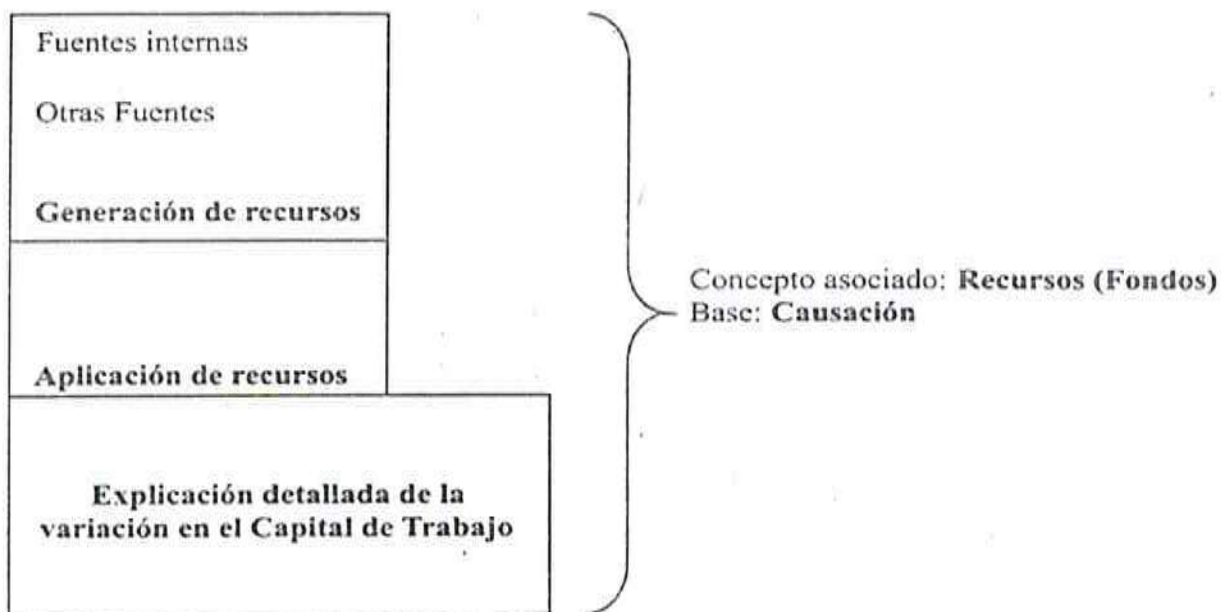 Fuentes internas
Otras Fuentes
Generación de recursos
Aplicación de recursos
Explicación detallada de la
variación en el Capital de Trabajo
Concepto asociado: Recursos (Fondos)
Base: Causación